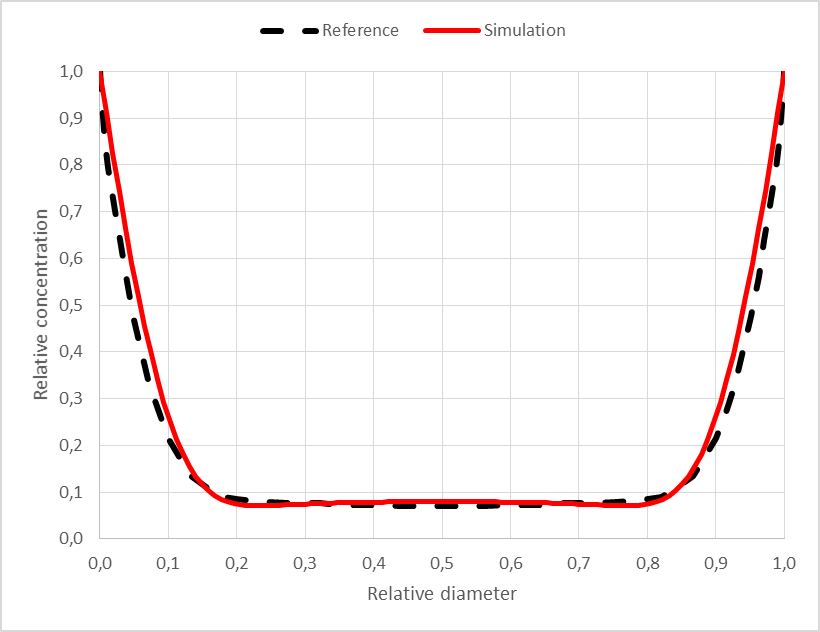 Reference Simulation
1,0
0,9
0,8
0,7
0,6
0,5
0,4
0,3
0,2
0,1
0,0
Relative concentration
0,0 0,1 0,2 0,3 0,4 0,5 0,6 0,7 0,8 0,9 1,0
Relative diameter